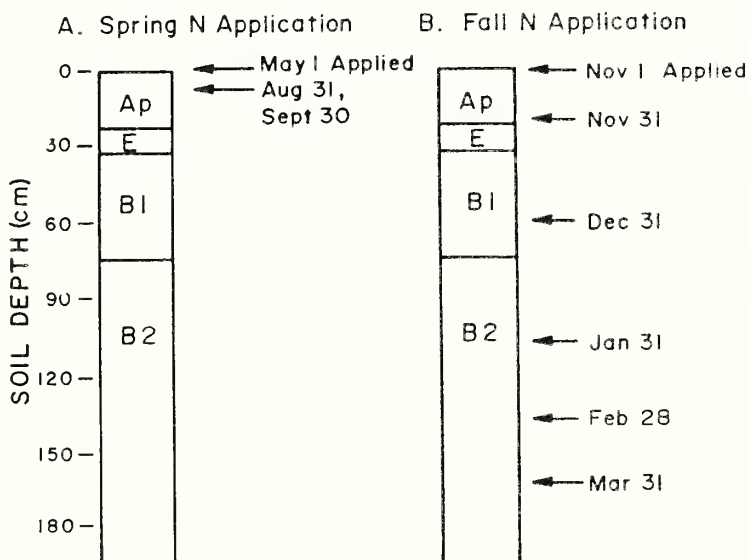 A. Spring N Application
B. Fall N Application
SOIL DEPTH (cm)
0
30
60
90
120
150
180
Ap
E
B1
B2
May 1 Applied
Aug 31,
Sept 30
Ap
E
B1
B2
Nov 1 Applied
Nov 31
Dec 31
Jan 31
Feb 28
Mar 31